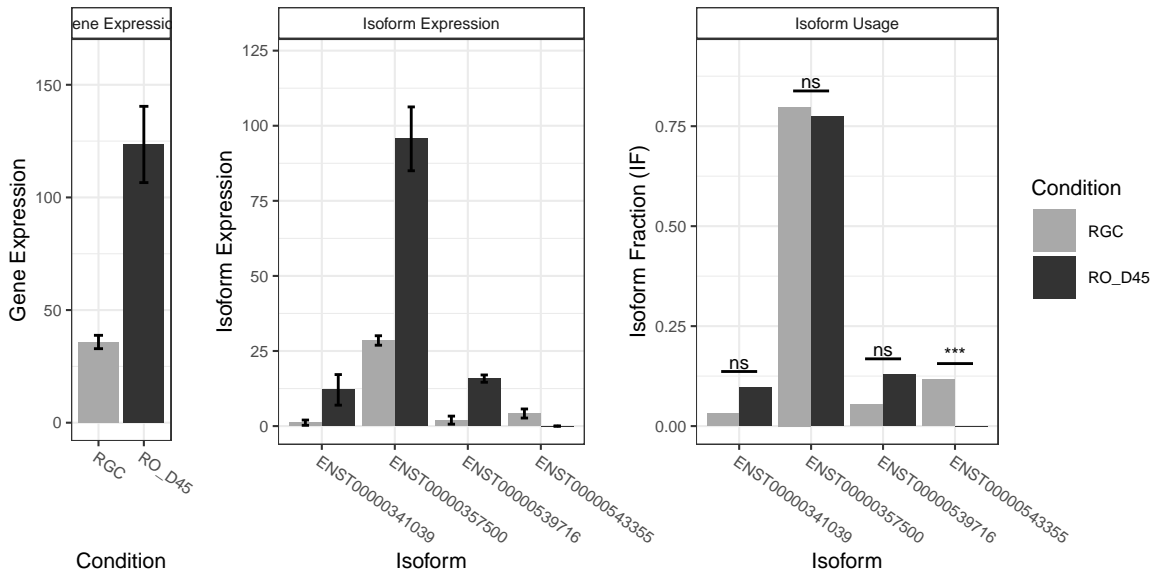 ene Expressio
Isoform Expression
Isoform Usage
Gene Expression
150
100
50
0
RGC
RO_D45
Condition
Isoform Expression
125
100
75
50
25
0
ENST00000341039
ENST00000357500
ENST00000539716
ENST00000543355
Isoform
Isoform Fraction (IF)
0.75
0.50
0.25
0.00
ns
ns
ns
***
ENST00000341039
ENST00000357500
ENST00000539716
ENST00000543355
Isoform
Condition
RGC
RO_D45